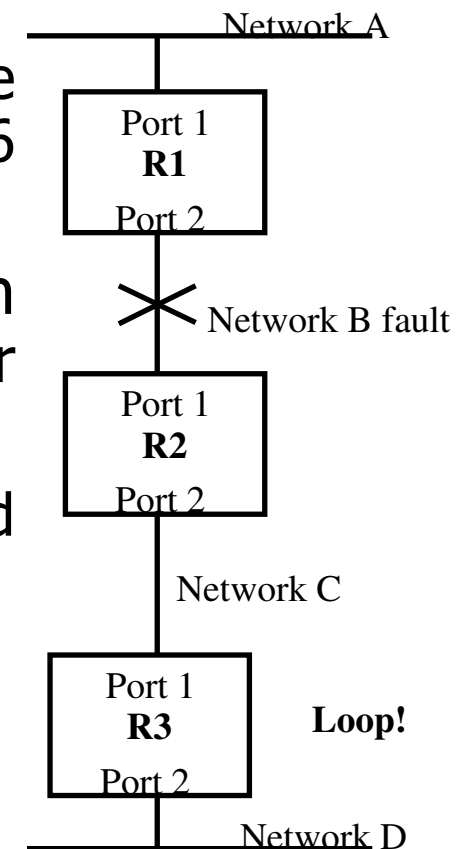 Network A
e
Port 1
6
R1
Port 2
n
Network B fault
r
Port 1
R2
d
Port 2
Network C
Port 1
R3
Loop!
Port 2
Network D